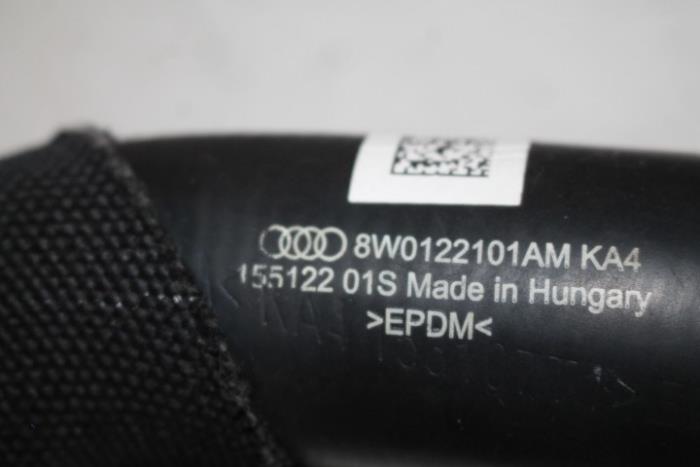 8W0122101AM KA4
155122 01S Made in Hungary
>EPDM<